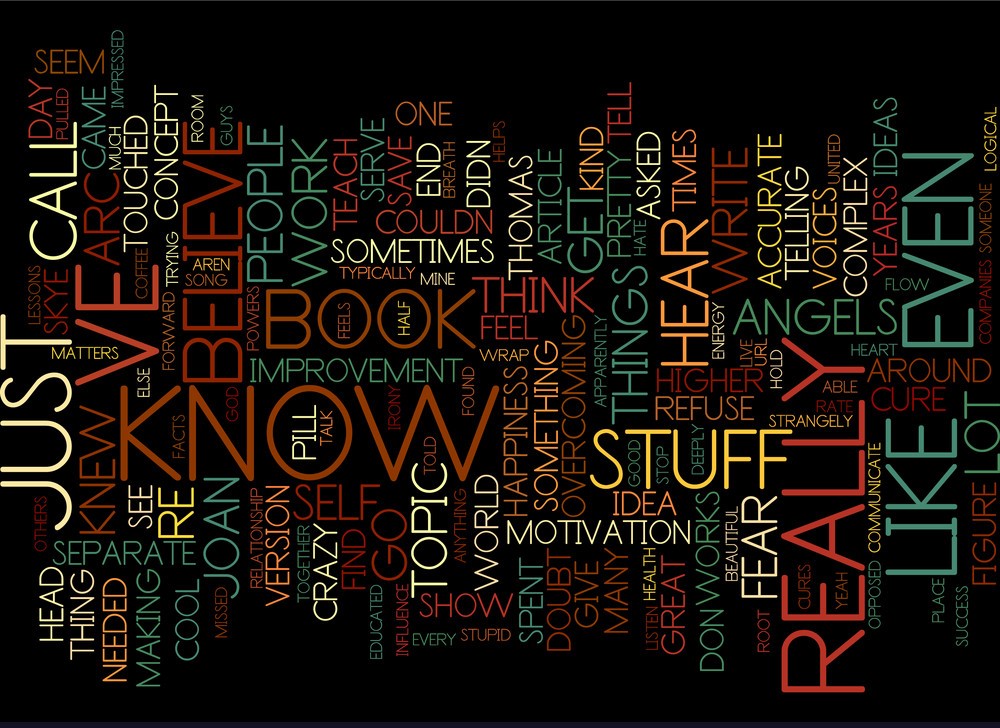 SEEM
IMPRESSED
DAY
PULLED
CALL
ARC
CAME
MUCH
TOUCHED
CONCEPT
ROOM
GUYS
BELIEVE
PEOPLE
WORK
TEACH
SERVE
SAVE
ONE
END
BREATH
DIDN
HELPS
COULDN
SOMETIMES
TYPICALLY
MINE
THOMAS
ARTICLE
GET
KIND
PRETTY
TELL
HATE
ASKED
TIMES
WRITE
ACCURATE
TELLING
VOICES
UNITED
COMPLEX
YEARS
IDEAS
FLOW
EVEN
LOGICAL
SOMEONE
COMPANIES
LESSONS
SKYE
JUST
VE
COFFEE
TRYING
FORWARD
AREN
SONG
POWERS
BOOK
FEELS
HALF
THINK
FEEL
WRAP
THINGS
HEAR
ENERGY
ANGELS
LIVE
URL
HOLD
HEART
AROUND
ABLE
CURE
RATE
STRANGELY
MATTERS
ELSE
IMPROVEMENT
KNOW
FACTS
GOD
PILL
TALK
IRONY
TOLD
FOUND
HAPPINESS
SOMETHING
OVERCOMING
APPARENTLY
HIGHER
REFUSE
STUFF
GOOD
STOP
DEEPLY
REALLY
LIKE
LOT
FIGURE
COMMUNICATE
OPPOSED
KNEW
OTHERS
SEE
RE
SEPARATE
JOAN
RELATIONSHIP
VERSION
SELF
TOGETHER
CRAZY
FIND
GO
TOPIC
ANYTHING
WORLD
IDEA
MOTIVATION
WORKS
DON
BEAUTIFUL
FEAR
CURES
YEAH
ROOT
HEAD
THING
NEEDED
MAKING
COOL
MISSED
EDUCATED
INFLUENCE
SHOW
EVERY
STUPID
SPENT
DOUBT
GIVE
MANY
HEALTH
LISTEN
GREAT
PLACE
SUCCESS